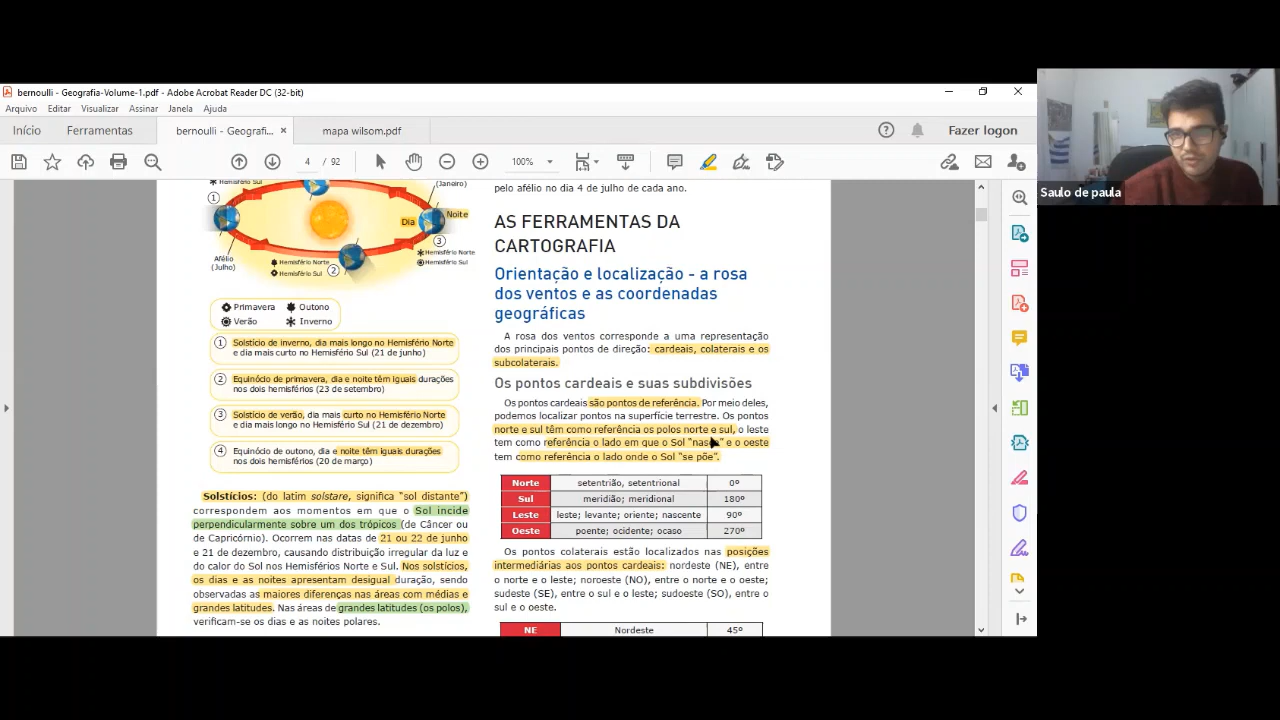 bernoulli - Geografia-Volume-1.pdf - Adobe Acrobat Reader DC (32-bit)
Arquivo Editar Visualizar Assinar Janela Ajuda
Início Ferramentas bernoulli - Geografi... × mapa wilsom.pdf Fazer logon
4 / 92 100%
Saulo de paula
Hemisfério Sul
(Janeiro)
1
Dia
Noite
3
Hemisfério Norte
Hemisfério Sul
Afélio
(Julho)
Hemisfério Norte
Hemisfério Sul
2
Primavera Outono
Verão Inverno
1 Solstício de inverno, dia mais longo no Hemisfério Norte
e dia mais curto no Hemisfério Sul (21 de junho)
2 Equinócio de primavera, dia e noite têm iguais durações
nos dois hemisférios (23 de setembro)
3 Solstício de verão, dia mais curto no Hemisfério Norte
e dia mais longo no Hemisfério Sul (21 de dezembro)
4 Equinócio de outono, dia e noite têm iguais durações
nos dois hemisférios (20 de março)
Solstícios: (do latim solstare, significa “sol distante”)
correspondem aos momentos em que o Sol incide
perpendicularmente sobre um dos trópicos (de Câncer ou
de Capricórnio). Ocorrem nas datas de 21 ou 22 de junho
e 21 de dezembro, causando distribuição irregular da luz e
do calor do Sol nos Hemisférios Norte e Sul. Nos solstícios,
os dias e as noites apresentam desigual duração, sendo
observadas as maiores diferenças nas áreas com médias e
grandes latitudes. Nas áreas de grandes latitudes (os polos),
verificam-se os dias e as noites polares.
pelo afélio no dia 4 de julho de cada ano.
AS FERRAMENTAS DA
CARTOGRAFIA
Orientação e localização - a rosa
dos ventos e as coordenadas
geográficas
A rosa dos ventos corresponde a uma representação
dos principais pontos de direção: cardeais, colaterais e os
subcolaterais.
Os pontos cardeais e suas subdivisões
Os pontos cardeais são pontos de referência. Por meio deles,
podemos localizar pontos na superfície terrestre. Os pontos
norte e sul têm como referência os polos norte e sul, o leste
tem como referência o lado em que o Sol “nasce” e o oeste
tem como referência o lado onde o Sol “se põe”.
Norte setentrião, setentrional 0º
Sul meridião; meridional 180º
Leste leste; levante; oriente; nascente 90º
Oeste poente; ocidente; ocaso 270º
Os pontos colaterais estão localizados nas posições
intermediárias aos pontos cardeais: nordeste (NE), entre
o norte e o leste; noroeste (NO), entre o norte e o oeste;
sudeste (SE), entre o sul e o leste; sudoeste (SO), entre o
sul e o oeste.
NE Nordeste 45º